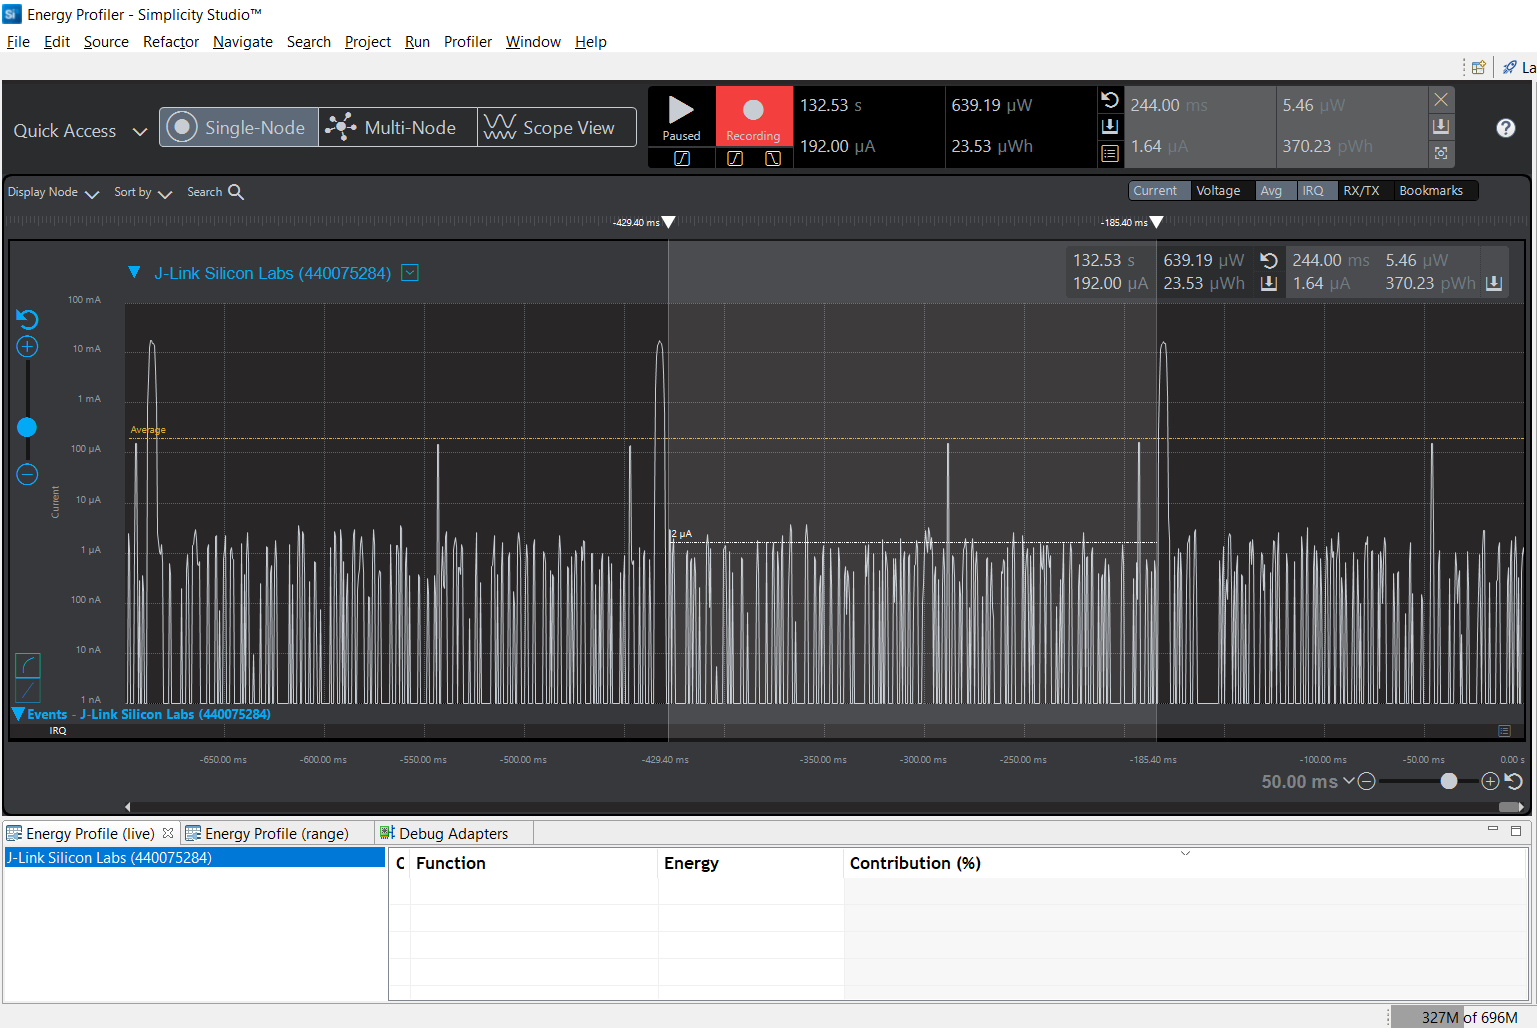 Energy Profiler - Simplicity Studio™
File Edit Source Refactor Navigate Search Project Run Profiler Window Help
La
Quick Access
Single-Node
Multi-Node
Scope View
Paused
Recording
132.53 s
192.00 µA
639.19 µW
23.53 µWh
244.00 ms
1.64 µA
5.46 µW
370.23 pWh
Display Node Sort by Search
Current Voltage Avg IRQ RX/TX Bookmarks
-429.40 ms -185.40 ms
J-Link Silicon Labs (440075284)
132.53 s 639.19 µW 244.00 ms 5.46 µW
192.00 µA 23.53 µWh 1.64 µA 370.23 pWh
100 mA
10 mA
1 mA
Average
100 µA
10 µA
Current
2 µA
1 µA
100 nA
10 nA
1 nA
Events - J-Link Silicon Labs (440075284)
IRQ
-650.00 ms -600.00 ms -550.00 ms -500.00 ms -429.40 ms -350.00 ms -300.00 ms -250.00 ms -185.40 ms -100.00 ms -50.00 ms 0.00 s
50.00 ms
Energy Profile (live) Energy Profile (range) Debug Adapters
J-Link Silicon Labs (440075284)
C Function Energy Contribution (%)
327M of 696M